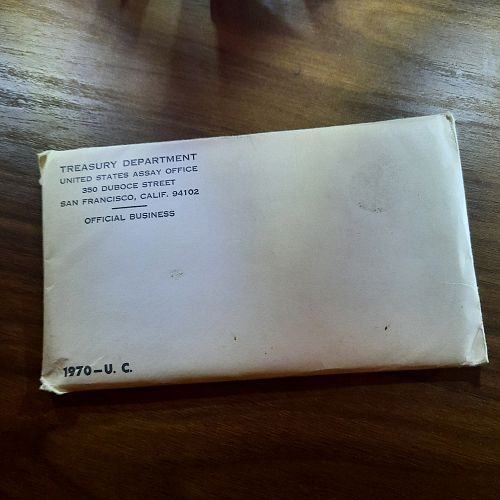 TREASURY DEPARTMENT
UNITED STATES ASSAY OFFICE
350 DUBOCE STREET
SAN FRANCISCO, CALIF. 94102
OFFICIAL BUSINESS
1970–U. C.